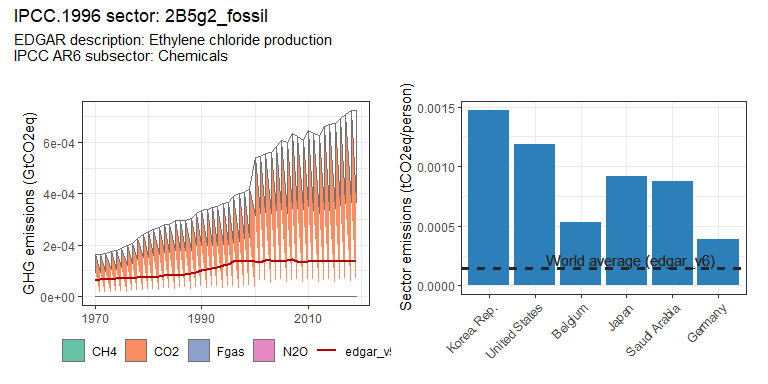 IPCC.1996 sector: 2B5g2_fossil
EDGAR description: Ethylene chloride production
IPCC AR6 subsector: Chemicals
GHG emissions (GtCO2eq)
6e-04
4e-04
2e-04
0e+00
1970
1990
2010
CH4
CO2
Fgas
N2O
edgar_v
Sector emissions (tCO2eq/person)
0.0015
0.0010
0.0005
0.0000
World average (edgar_v6)
Korea, Rep.
United States
Belgium
Japan
Saudi Arabia
Germany